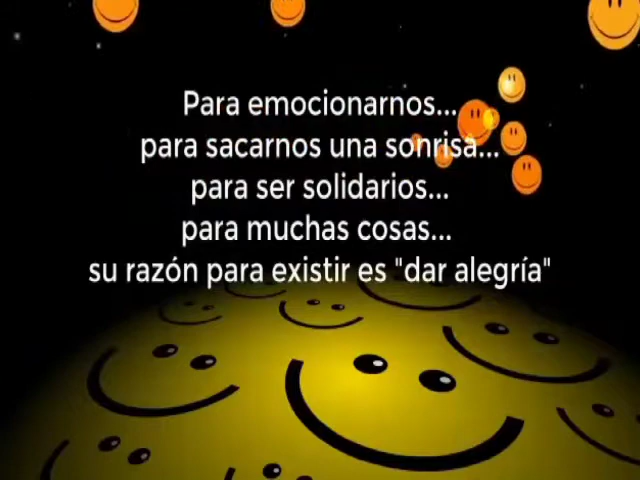 Para emocionarnos...
para sacarnos una sonrisa...
para ser solidarios...
para muchas cosas...
su razón para existir es "dar alegría"